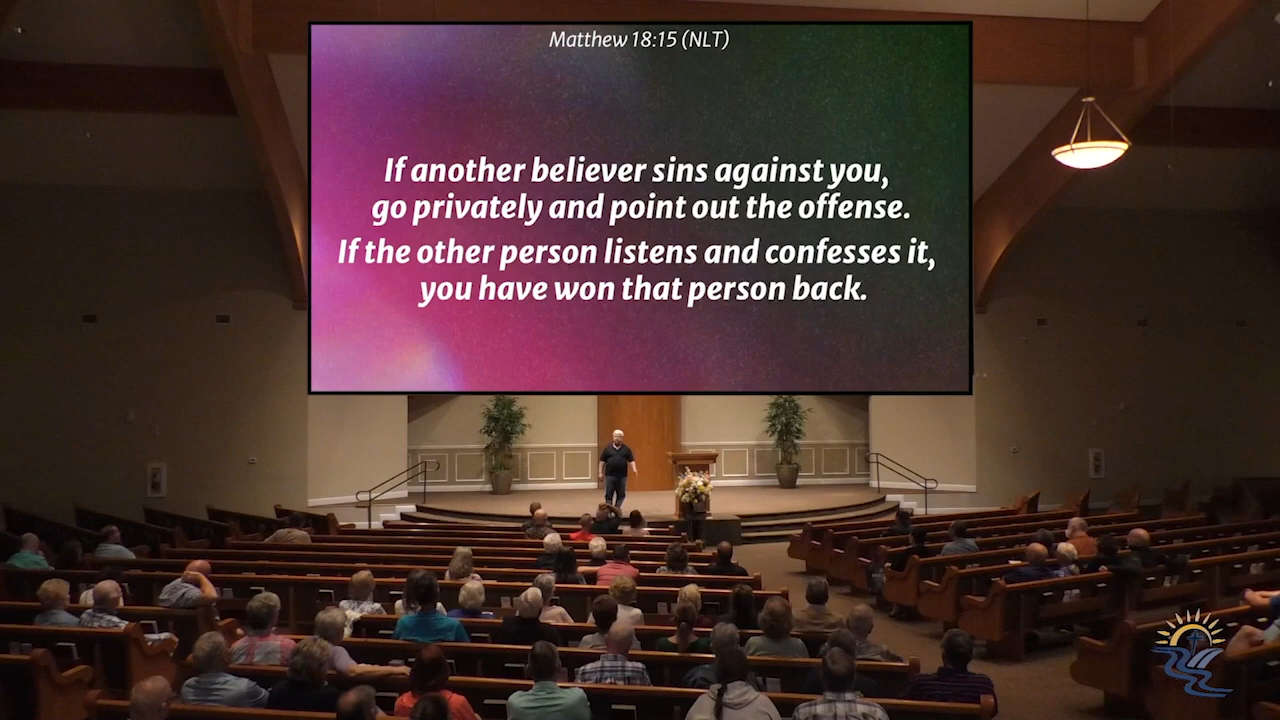 Matthew 18:15 (NLT)
If another believer sins against you,
go privately and point out the offense.
If the other person listens and confesses it,
you have won that person back.